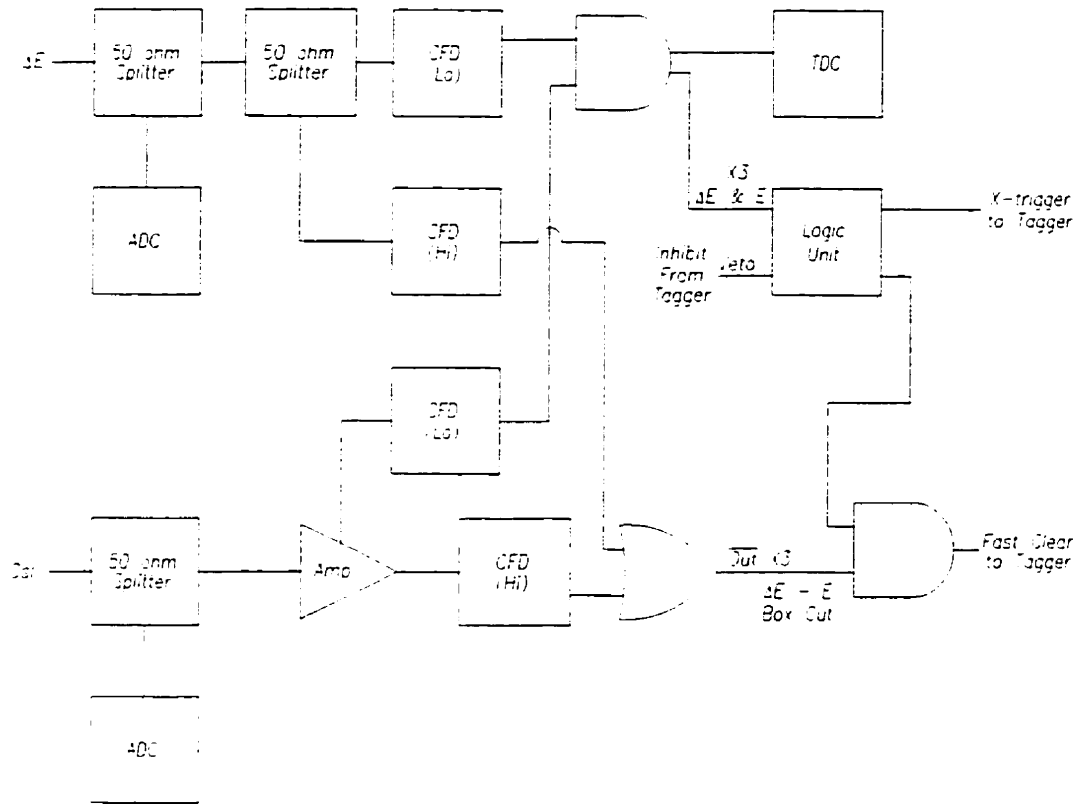 ΔE
50 ohm
Splitter
50 ohm
Splitter
CFD
(Lo)
TDC
ADC
CFD
(Hi)
X3
ΔE & E
Logic
Unit
X-trigger
to Tagger
Inhibit
From
Tagger
Veto
CFD
(Lo)
50 ohm
Splitter
Amp
CFD
(Hi)
Out X3
ΔE - E
Box Cut
Fast Clear
to Tagger
ADC